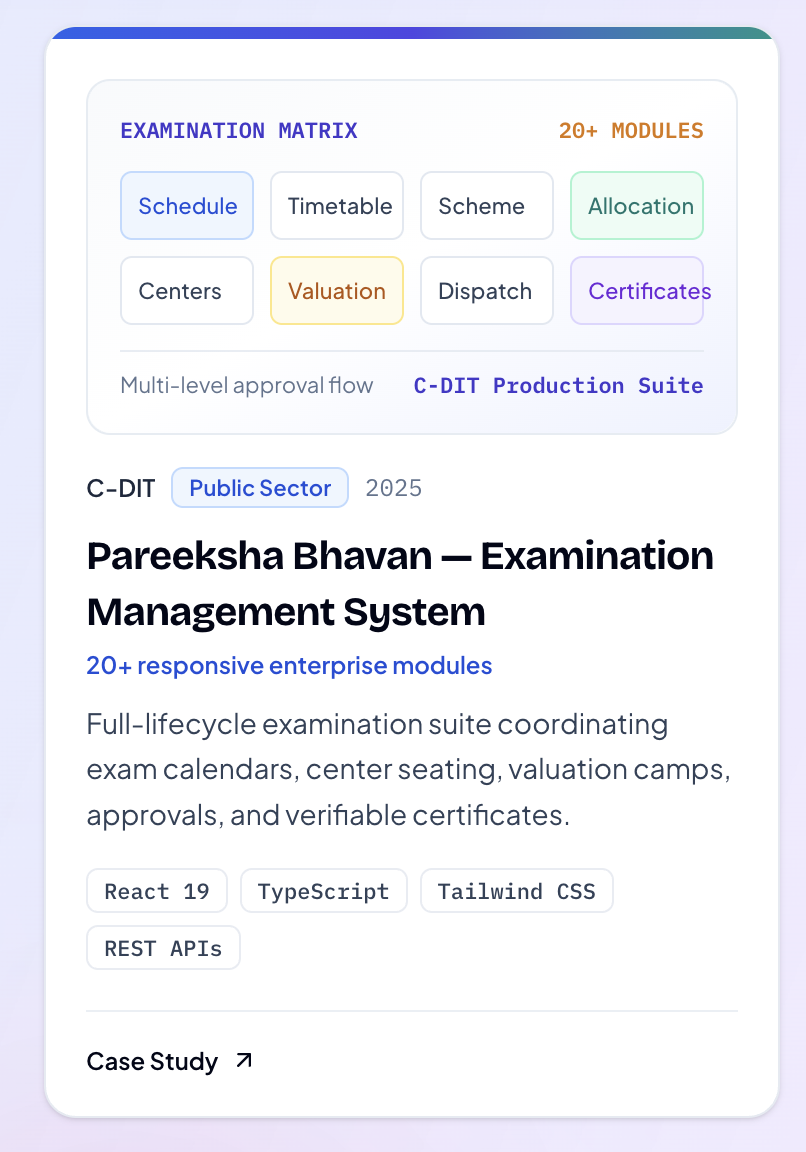 EXAMINATION MATRIX 20+ MODULES
Schedule Timetable Scheme Allocation
Centers Valuation Dispatch Certificates
Multi-level approval flow C-DIT Production Suite
C-DIT Public Sector 2025
Pareeksha Bhavan — Examination
Management System
20+ responsive enterprise modules
Full-lifecycle examination suite coordinating
exam calendars, center seating, valuation camps,
approvals, and verifiable certificates.
React 19 TypeScript Tailwind CSS
REST APIs
Case Study